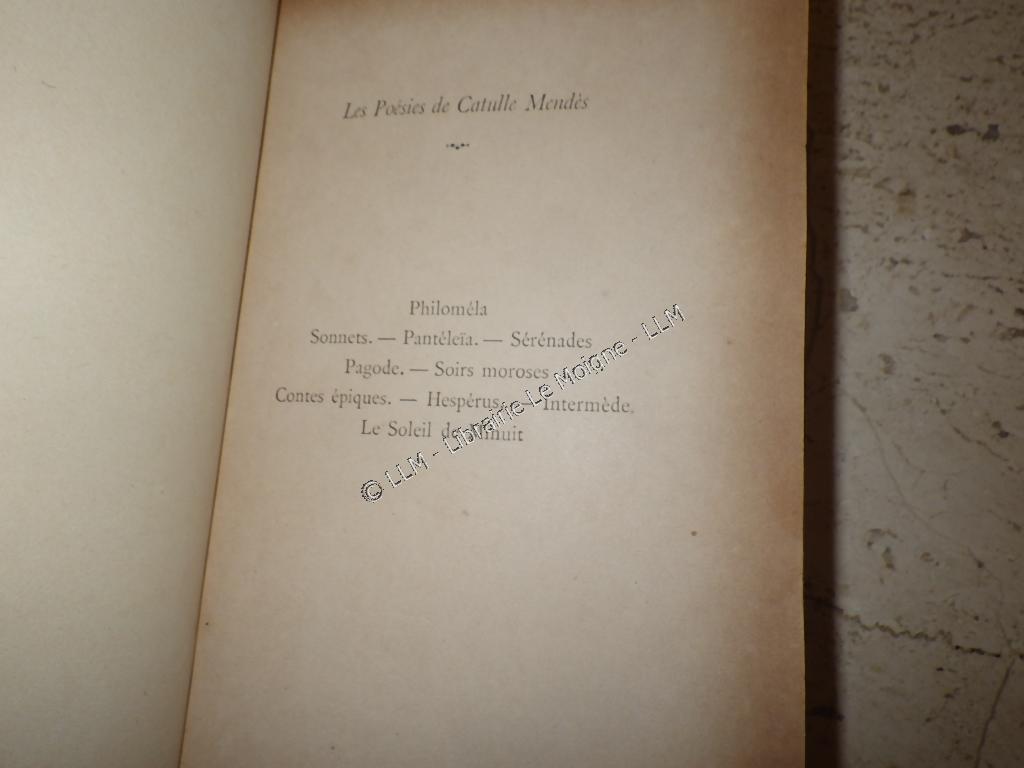 Les Poésies de Catulle Mendès
Philoméla
Sonnets. — Pantéleïa. — Sérénades
Pagode. — Soirs moroses
Contes épiques. — Hespérus. — Intermède.
Le Soleil de Minuit
© LLM - Librairie Le Moigne - LLM